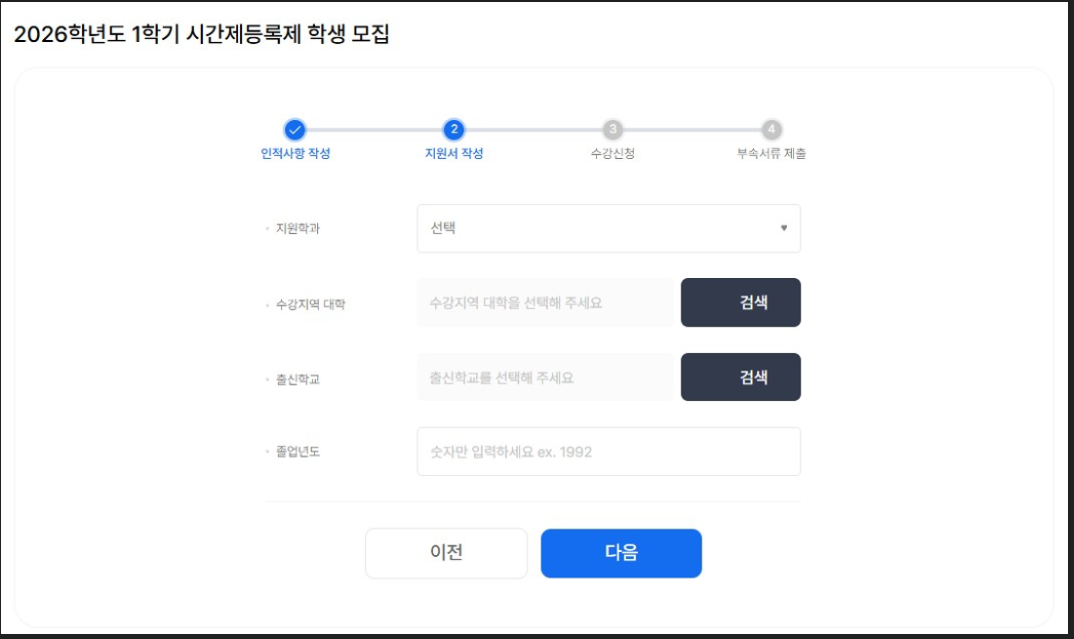 2026학년도 1학기 시간제등록제 학생 모집
2 3 4
인적사항 작성 지원서 작성 수강신청 부속서류 제출
지원학과 선택
수강지역 대학 수강지역 대학을 선택해 주세요 검색
출신학교 출신학교를 선택해 주세요 검색
졸업년도 숫자만 입력하세요 ex. 1992
이전 다음